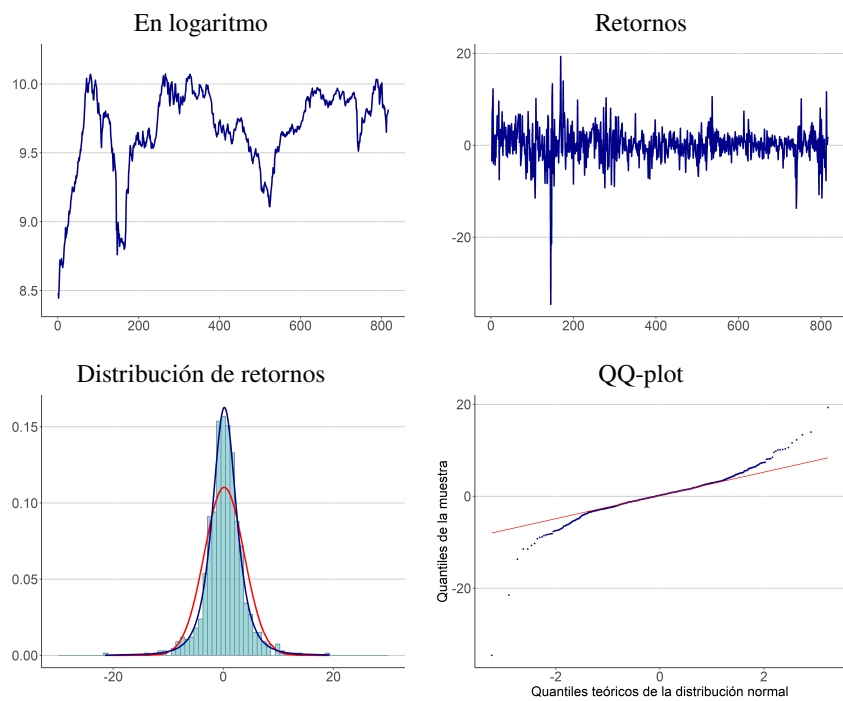 En logaritmo
10.0
9.5
9.0
8.5
0 200 400 600 800
Retornos
20
0
-20
0 200 400 600 800
Distribución de retornos
0.15
0.10
0.05
0.00
-20 0 20
QQ-plot
Quantiles de la muestra
20
0
-20
-2 0 2
Quantiles teóricos de la distribución normal